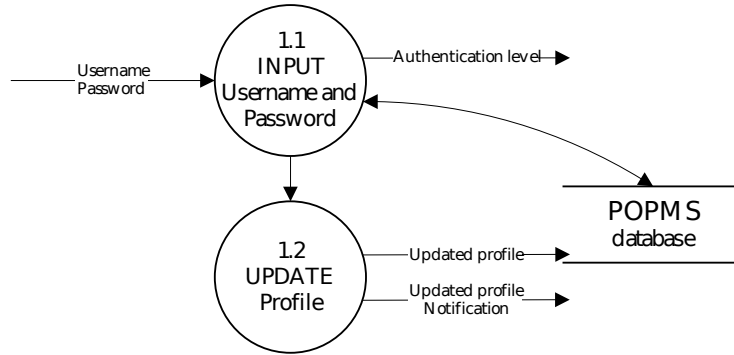 1.1
INPUT
Username and
Password
Username
Password
Authentication level
POPMS
database
1.2
UPDATE
Profile
Updated profile
Updated profile
Notification